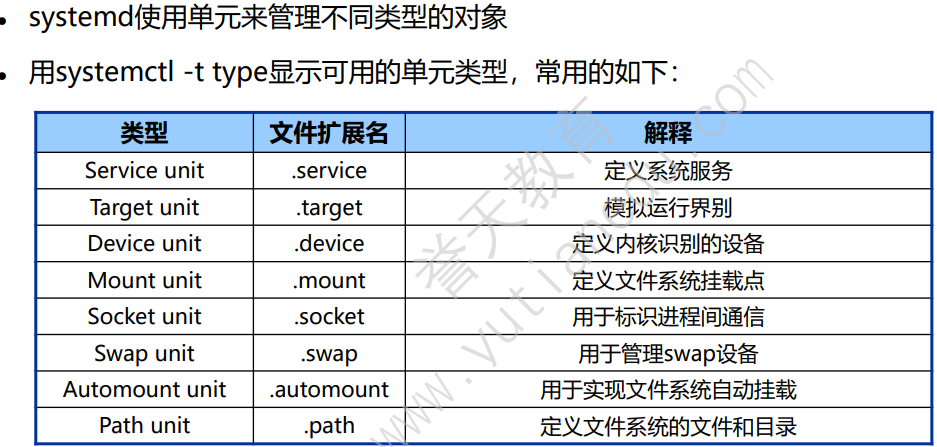 • systemd使用单元来管理不同类型的对象
• 用systemctl -t type显示可用的单元类型，常用的如下：
类型 文件扩展名 解释
Service unit .service 定义系统服务
Target unit .target 模拟运行界别
Device unit .device 定义内核识别的设备
Mount unit .mount 定义文件系统挂载点
Socket unit .socket 用于标识进程间通信
Swap unit .swap 用于管理swap设备
Automount unit .automount 用于实现文件系统自动挂载
Path unit .path 定义文件系统的文件和目录
誉天教育
www.yutianedu.com